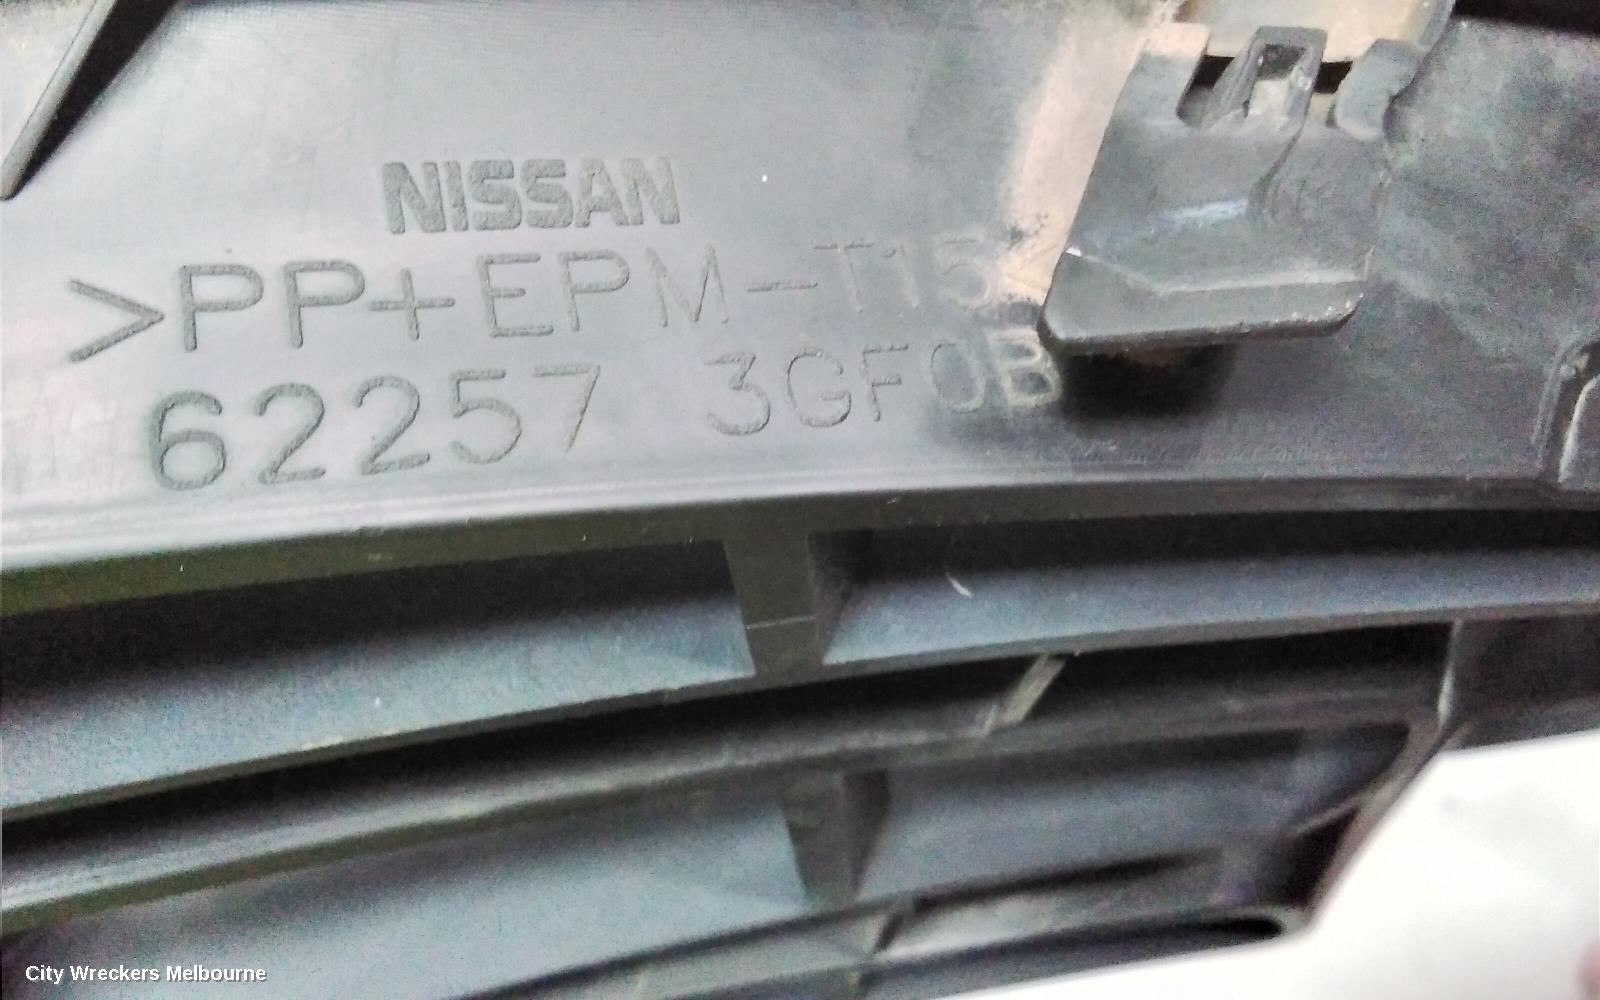 NISSAN
>PP+EPM-T15<
62257 3GF0B
City Wreckers Melbourne